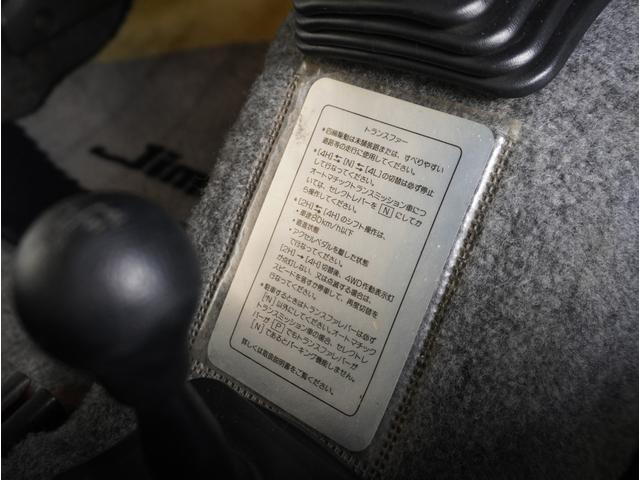 Jim
トランスファー
•四輪駆動は未舗装路または、すべりやすい
道路等の走行に使用してください。
•[4H]⇆[N]⇆[4L]の切替は必ず停止
して行なってください。
オートマチックトランスミッション車につ
いては、セレクトレバーを[N]にしてか
ら操作してください。
•[2H]⇆[4H]のシフト操作は、
•車速80km/h以下
•直進状態
•アクセルペダルを離した状態
で行なってください。
[2H]→[4H]切替後、4WD作動表示灯
が点灯しない、又は点滅する場合は、
スピードを落すか停車して、再度切替を
行なってください。
•駐車するときはトランスファレバーは必ず
[N]以外にしてください。オートマチック
トランスミッション車の場合、セレクトレ
バーが[P]でもトランスファレバーが
[N]であるとパーキング機能しません。
詳しくは取扱説明書をご覧ください。